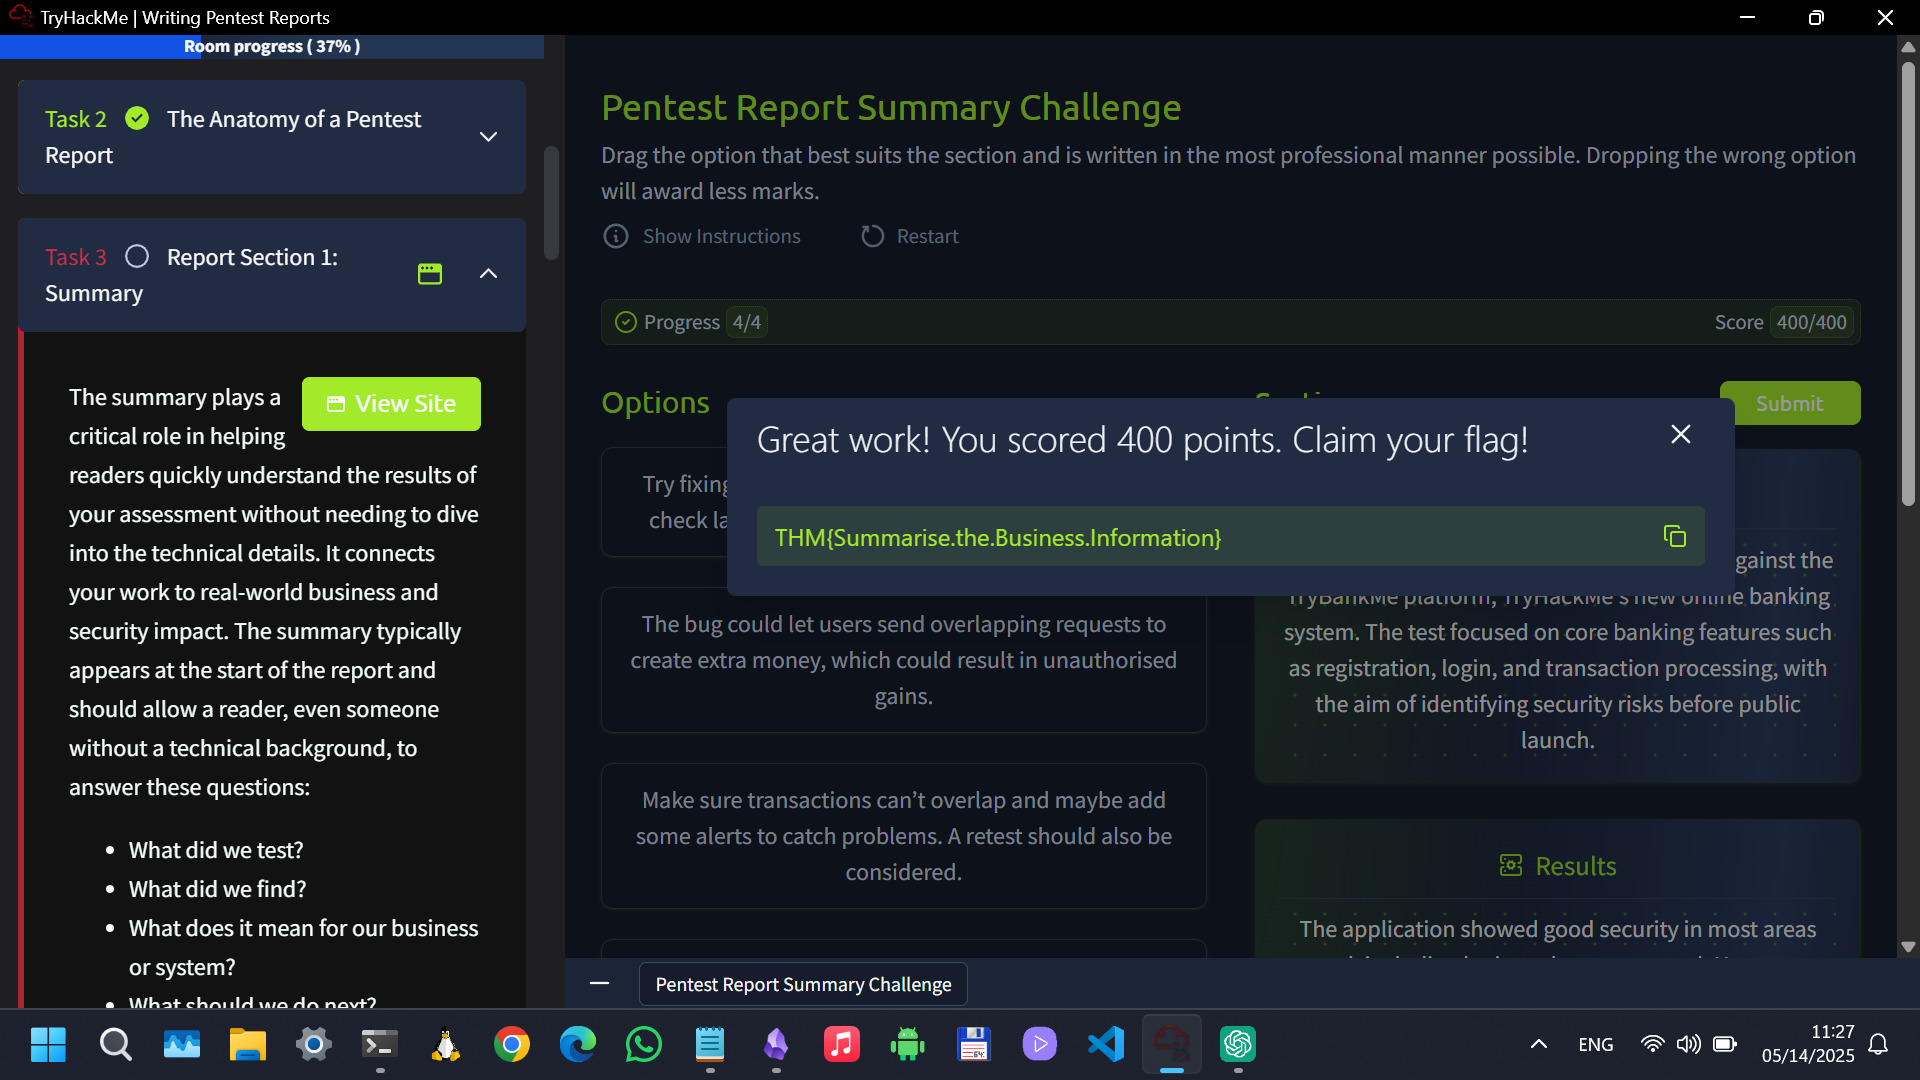 TryHackMe | Writing Pentest Reports
Room progress ( 37% )
Task 2 The Anatomy of a Pentest
Report
Task 3 Report Section 1:
Summary
The summary plays a
critical role in helping
readers quickly understand the results of
your assessment without needing to dive
into the technical details. It connects
your work to real-world business and
security impact. The summary typically
appears at the start of the report and
should allow a reader, even someone
without a technical background, to
answer these questions:
View Site
• What did we test?
• What did we find?
• What does it mean for our business
or system?
• What should we do next?
Pentest Report Summary Challenge
Drag the option that best suits the section and is written in the most professional manner possible. Dropping the wrong option
will award less marks.
Show Instructions
Restart
Progress 4/4
Score 400/400
Options
Submit
Great work! You scored 400 points. Claim your flag!
THM{Summarise.the.Business.Information}
Try fixing
check la
The bug could let users send overlapping requests to
create extra money, which could result in unauthorised
gains.
Make sure transactions can't overlap and maybe add
some alerts to catch problems. A retest should also be
considered.
gainst the
TryBankMe platform, TryHackMe's new online banking
system. The test focused on core banking features such
as registration, login, and transaction processing, with
the aim of identifying security risks before public
launch.
Results
The application showed good security in most areas
Pentest Report Summary Challenge
64
ENG
11:27
05/14/2025